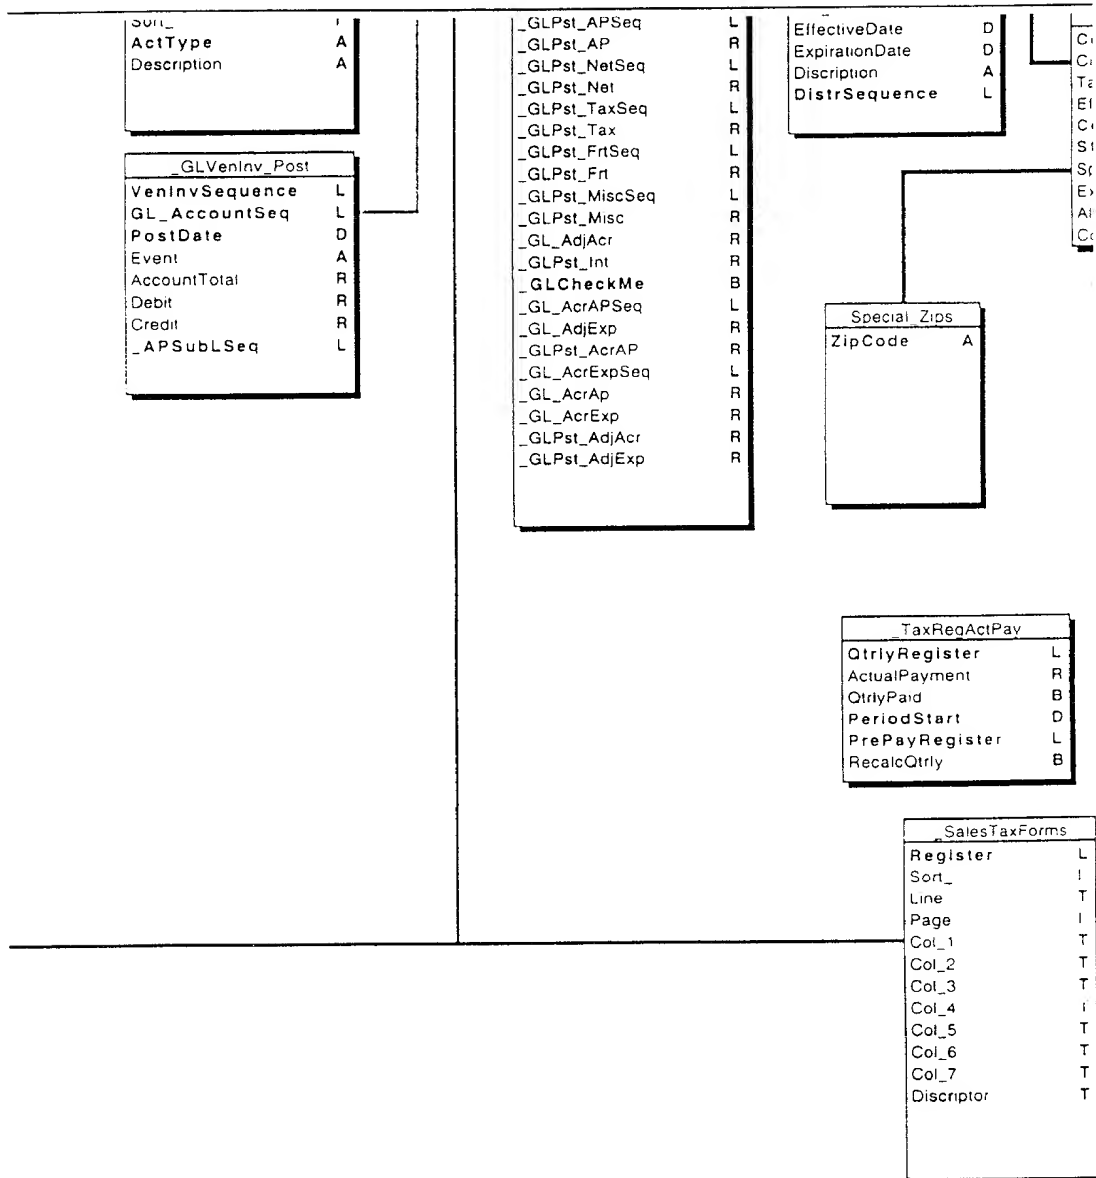 Sort_ I
ActType A
Description A
_GLVenInv_Post
VenInvSequence L
GL_AccountSeq L
PostDate D
Event A
AccountTotal R
Debit R
Credit R
_APSubLSeq L
_GLPst_APSeq L
_GLPst_AP R
_GLPst_NetSeq L
_GLPst_Net R
_GLPst_TaxSeq L
_GLPst_Tax R
_GLPst_FrtSeq L
_GLPst_Frt R
_GLPst_MiscSeq L
_GLPst_Misc R
_GL_AdjAcr R
_GLPst_Int R
_GLCheckMe B
_GL_AcrAPSeq L
_GL_AdjExp R
_GLPst_AcrAP R
_GL_AcrExpSeq L
_GL_AcrAp R
_GL_AcrExp R
_GLPst_AdjAcr R
_GLPst_AdjExp R
EffectiveDate D
ExpirationDate D
Discription A
DistrSequence L
Special_Zips
ZipCode A
_TaxRegActPay
QtrlyRegister L
ActualPayment R
QtrlyPaid B
PeriodStart D
PrePayRegister L
RecalcQtrly B
_SalesTaxForms
Register L
Sort_ I
Line T
Page I
Col_1 T
Col_2 T
Col_3 T
Col_4
Col_5 T
Col_6 T
Col_7 T
Discriptor T